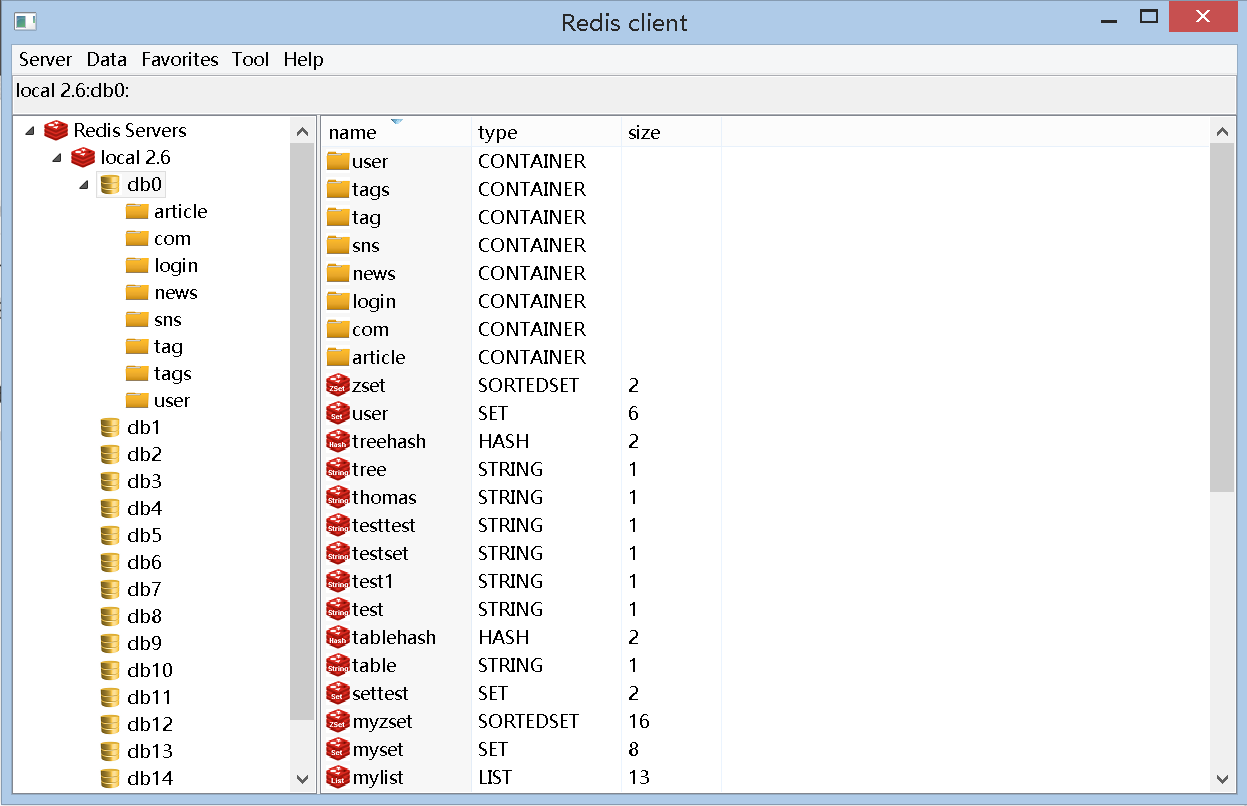 Redis client
Server Data Favorites Tool Help
local 2.6:db0:
Redis Servers
local 2.6
db0
article
com
login
news
sns
tag
tags
user
db1
db2
db3
db4
db5
db6
db7
db8
db9
db10
db11
db12
db13
db14
name type size
user CONTAINER
tags CONTAINER
tag CONTAINER
sns CONTAINER
news CONTAINER
login CONTAINER
com CONTAINER
article CONTAINER
ZSet zset SORTEDSET 2
Set user SET 6
Hash treehash HASH 2
String tree STRING 1
String thomas STRING 1
String testtest STRING 1
String testset STRING 1
String test1 STRING 1
String test STRING 1
Hash tablehash HASH 2
String table STRING 1
Set settest SET 2
ZSet myzset SORTEDSET 16
Set myset SET 8
List mylist LIST 13